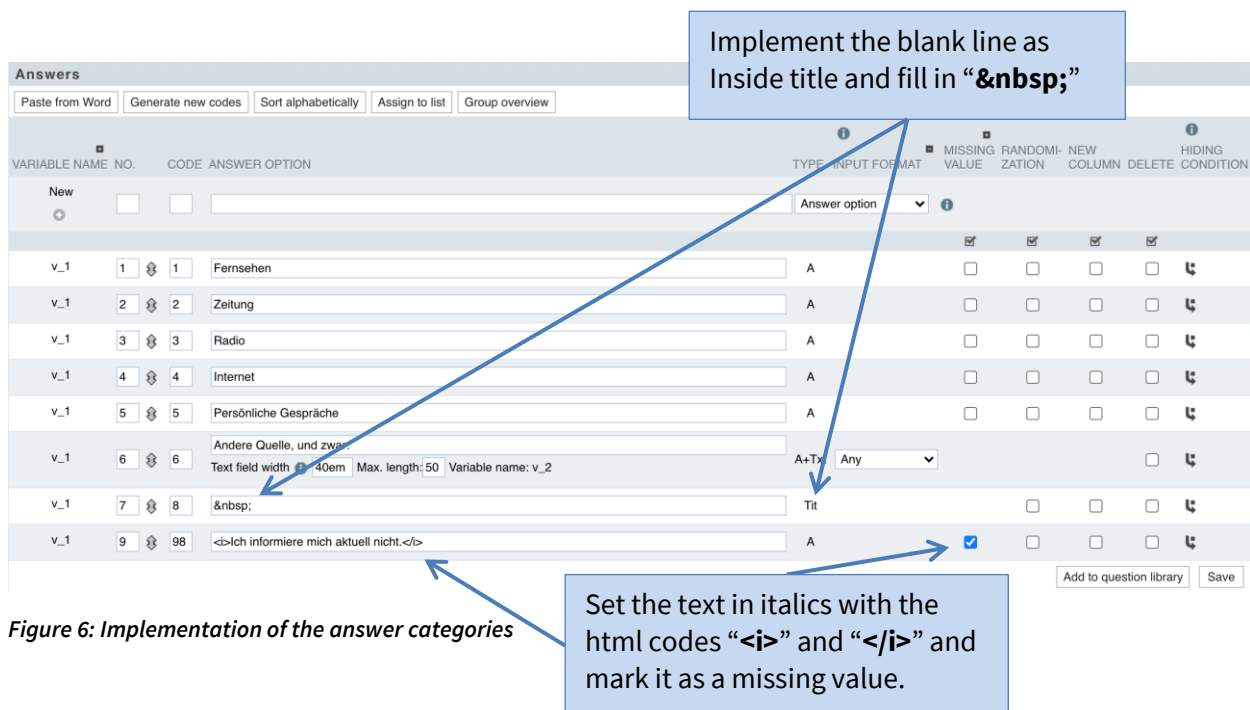 Implement the blank line as
Inside title and fill in “&nbsp;”
Answers
Paste from Word Generate new codes Sort alphabetically Assign to list Group overview
VARIABLE NAME NO. CODE ANSWER OPTION TYPE INPUT FORMAT MISSING VALUE RANDOMI- ZATION NEW COLUMN DELETE HIDING CONDITION
New Answer option
v_1 1 1 Fernsehen A
v_1 2 2 Zeitung A
v_1 3 3 Radio A
v_1 4 4 Internet A
v_1 5 5 Persönliche Gespräche A
Andere Quelle, und zwar:
v_1 6 6 Text field width 40em Max. length: 50 Variable name: v_2 A+Tx Any
v_1 7 8 &nbsp; Tit
v_1 9 98 <i>Ich informiere mich aktuell nicht.</i> A
Add to question library Save
Set the text in italics with the
html codes “<i>” and “</i>” and
mark it as a missing value.
Figure 6: Implementation of the answer categories